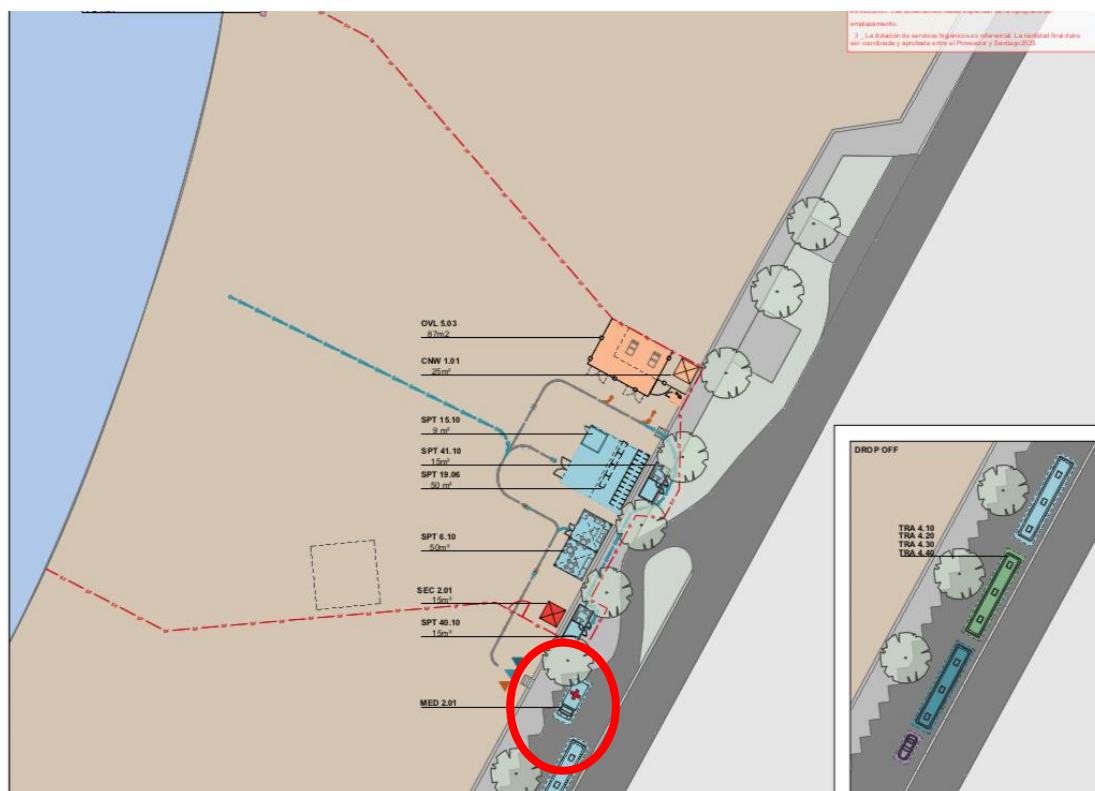 emplazamiento.
3 _ La dotación de servicios higiénicos es referencial. La cantidad final debe
ser coordinada y aprobada entre el Proveedor y Santiago2023.
OVL 5.03
87m2
CNW 1.01
25m²
SPT 15.10
9 m²
SPT 41.10
15m²
SPT 19.06
50 m²
SPT 6.10
50m²
SEC 2.01
15m²
SPT 40.10
15m²
MED 2.01
DROP OFF
TRA 4.10
TRA 4.20
TRA 4.30
TRA 4.40